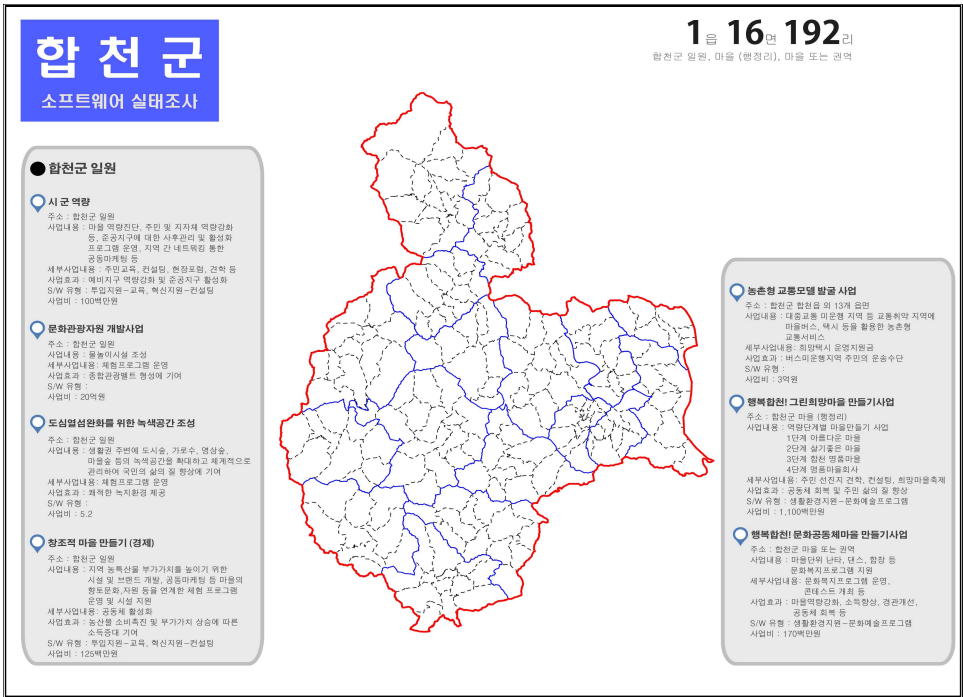 합천군
소프트웨어 실태조사
1읍 16면 192리
합천군 일원, 마을 (행정리), 마을 또는 권역
합천군 일원
시 군 역량
주소 : 합천군 일원
사업내용 : 마을 역량진단, 주민 및 지자체 역량강화
등, 준공지구에 대한 사후관리 및 활성화
프로그램 운영, 지역 간 네트워킹 통한
공동마케팅 등
세부사업내용 : 주민교육, 컨설팅, 현장포럼, 견학 등
사업효과 : 예비지구 역량강화 및 준공지구 활성화
S/W 유형 : 투입지원-교육, 혁신지원-컨설팅
사업비 : 100백만원
문화관광자원 개발사업
주소 : 합천군 일원
사업내용 : 물놀이시설 조성
세부사업내용: 체험프로그램 운영
사업효과 : 종합관광벨트 형성에 기여
S/W 유형 :
사업비 : 20억원
도심열섬완화를 위한 녹색공간 조성
주소 : 합천군 일원
사업내용 : 생활권 주변에 도시숲, 가로수, 명상숲,
마을숲 등의 녹색공간을 확대하고 체계적으로
관리하여 국민의 삶의 질 향상에 기여
세부사업내용: 체험프로그램 운영
사업효과 : 쾌적한 녹지환경 제공
S/W 유형 :
사업비 : 5.2
창조적 마을 만들기 (경제)
주소 : 합천군 일원
사업내용 : 지역 농특산물 부가가치를 높이기 위한
시설 및 브랜드 개발, 공동마케팅 등 마을의
향토문화,자원 등을 연계한 체험 프로그램
운영 및 시설 지원
세부사업내용: 공동체 활성화
사업효과 : 농산물 소비촉진 및 부가가치 상승에 따른
소득증대 기여
S/W 유형 : 투입지원-교육, 혁신지원-컨설팅
사업비 : 125백만원
농촌형 교통모델 발굴 사업
주소 : 합천군 합천읍 외 13개 읍면
사업내용 : 대중교통 미운행 지역 등 교통취약 지역에
마을버스, 택시 등을 활용한 농촌형
교통서비스
세부사업내용: 희망택시 운영지원금
사업효과 : 버스미운행지역 주민의 운송수단
S/W 유형 :
사업비 : 3억원
행복합천! 그린희망마을 만들기사업
주소 : 합천군 마을 (행정리)
사업내용 : 역량단계별 마을만들기 사업
1단계 아름다운 마을
2단계 살기좋은 마을
3단계 합천 명품마을
4단계 명품마을회사
세부사업내용: 주민 선진지 견학, 컨설팅, 희망마을축제
사업효과 : 공동체 회복 및 주민 삶의 질 향상
S/W 유형 : 생활환경지원-문화예술프로그램
사업비 : 1,100백만원
행복합천! 문화공동체마을 만들기사업
주소 : 합천군 마을 또는 권역
사업내용 : 마을단위 난타, 댄스, 합창 등
문화복지프로그램 지원
세부사업내용: 문화복지프로그램 운영,
콘테스트 개최 등
사업효과 : 마을역량강화, 소득향상, 경관개선,
공동체 회복 등
S/W 유형 : 생활환경지원-문화예술프로그램
사업비 : 170백만원